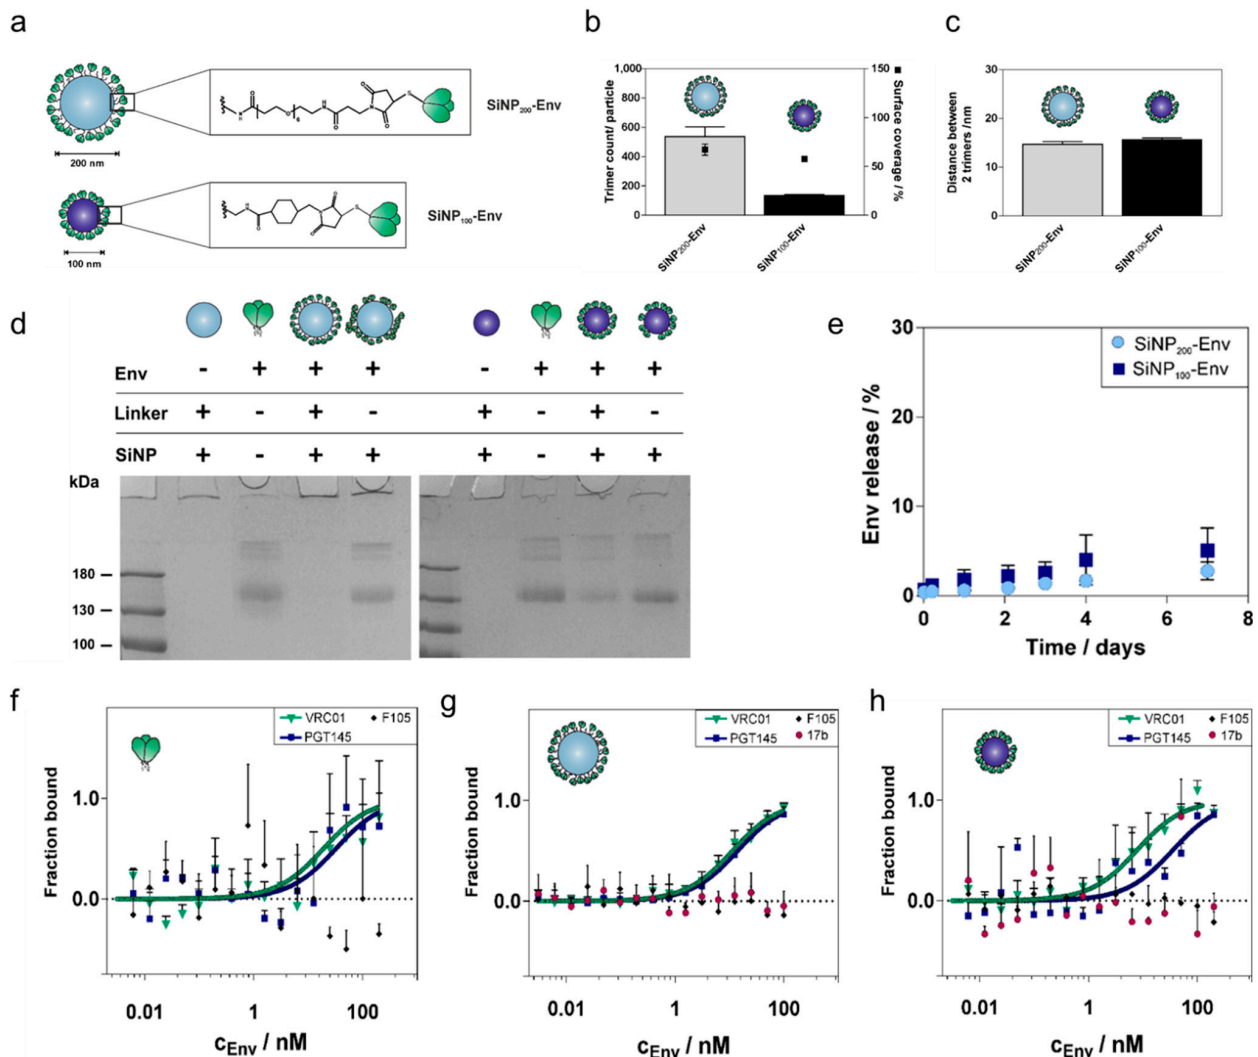 a
200 nm
N
H
O
O
6
H
N
O
N
O
O
S
SiNP200-Env
100 nm
H
N
O
N
O
O
S
SiNP100-Env
b
Trimer count/ particle
1,000
800
600
400
200
0
150
100
50
0
Surface coverage / %
SiNP200-Env
SiNP100-Env
c
Distance between
2 trimers /nm
30
20
10
0
SiNP200-Env
SiNP100-Env
d
Env - + + + - + + +
Linker + - + - + - + -
SiNP + - + + + - + +
kDa
180
130
100
e
Env release / %
30
20
10
0
0 2 4 6 8
Time / days
SiNP200-Env
SiNP100-Env
f
Fraction bound
1.0
0.0
VRC01 F105
PGT145
0.01 1 100
cEnv / nM
g
Fraction bound
1.0
0.0
VRC01 F105
PGT145 17b
0.01 1 100
cEnv / nM
h
Fraction bound
1.0
0.0
VRC01 F105
PGT145 17b
0.01 1 100
cEnv / nM